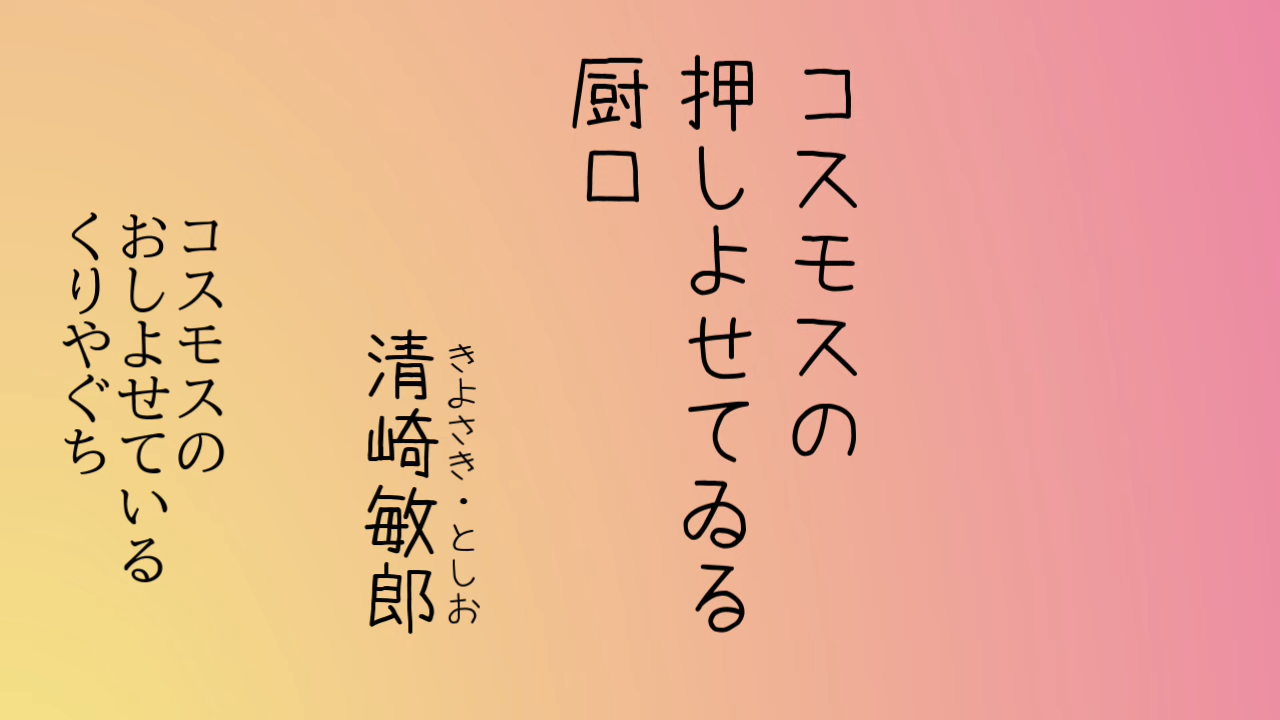 コスモスの
押しよせてゐる
厨口
きよさき・としお
清崎敏郎
コスモスの
おしよせている
くりやぐち